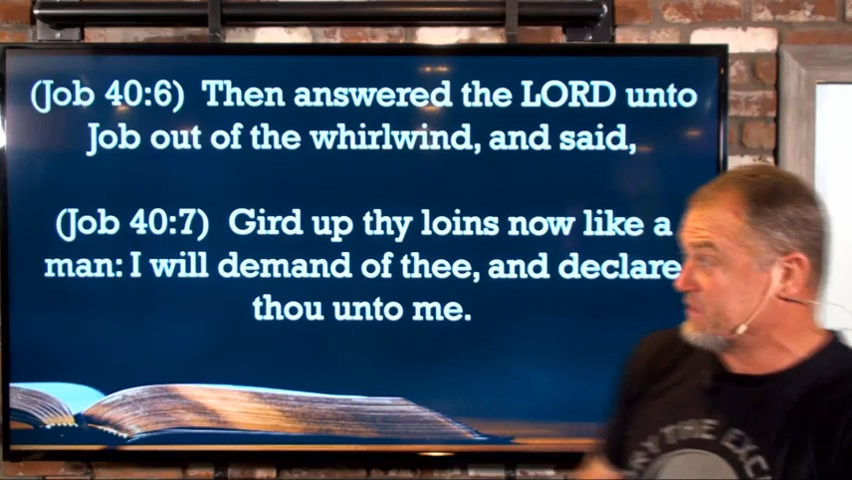 (Job 40:6) Then answered the LORD unto
Job out of the whirlwind, and said,
(Job 40:7) Gird up thy loins now like a
man: I will demand of thee, and declare
thou unto me.
THE